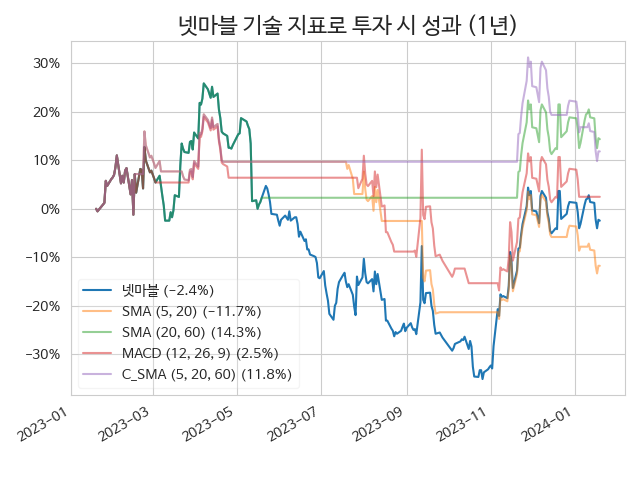 넷마블 기술 지표로 투자 시 성과 (1년)
30%
20%
10%
0%
−10%
−20%
−30%
넷마블 (−2.4%)
SMA (5, 20) (−11.7%)
SMA (20, 60) (14.3%)
MACD (12, 26, 9) (2.5%)
C_SMA (5, 20, 60) (11.8%)
2023−01
2023−03
2023−05
2023−07
2023−09
2023−11
2024−01